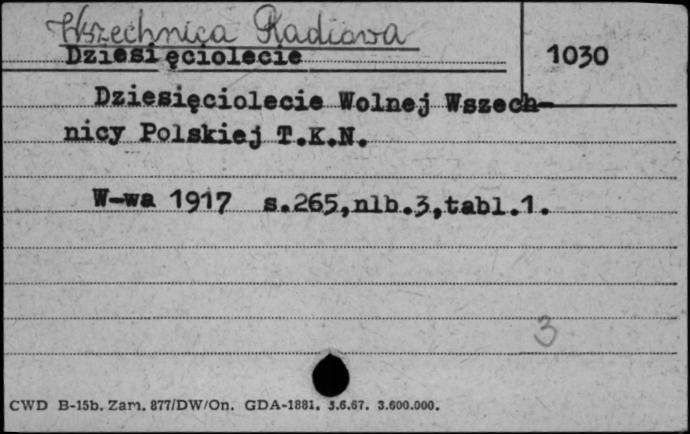 Wszechnica Radiowa
Dziesięciolecie 1030
Dziesięciolecie Wolnej Wszech-
nicy Polskiej T.K.N.
W-wa 1917 s.265,nlb.3,tabl.1.
3
CWD B-15b. Zam. 877/DW/On. GDA-1881. 3.6.67. 3.600.000.